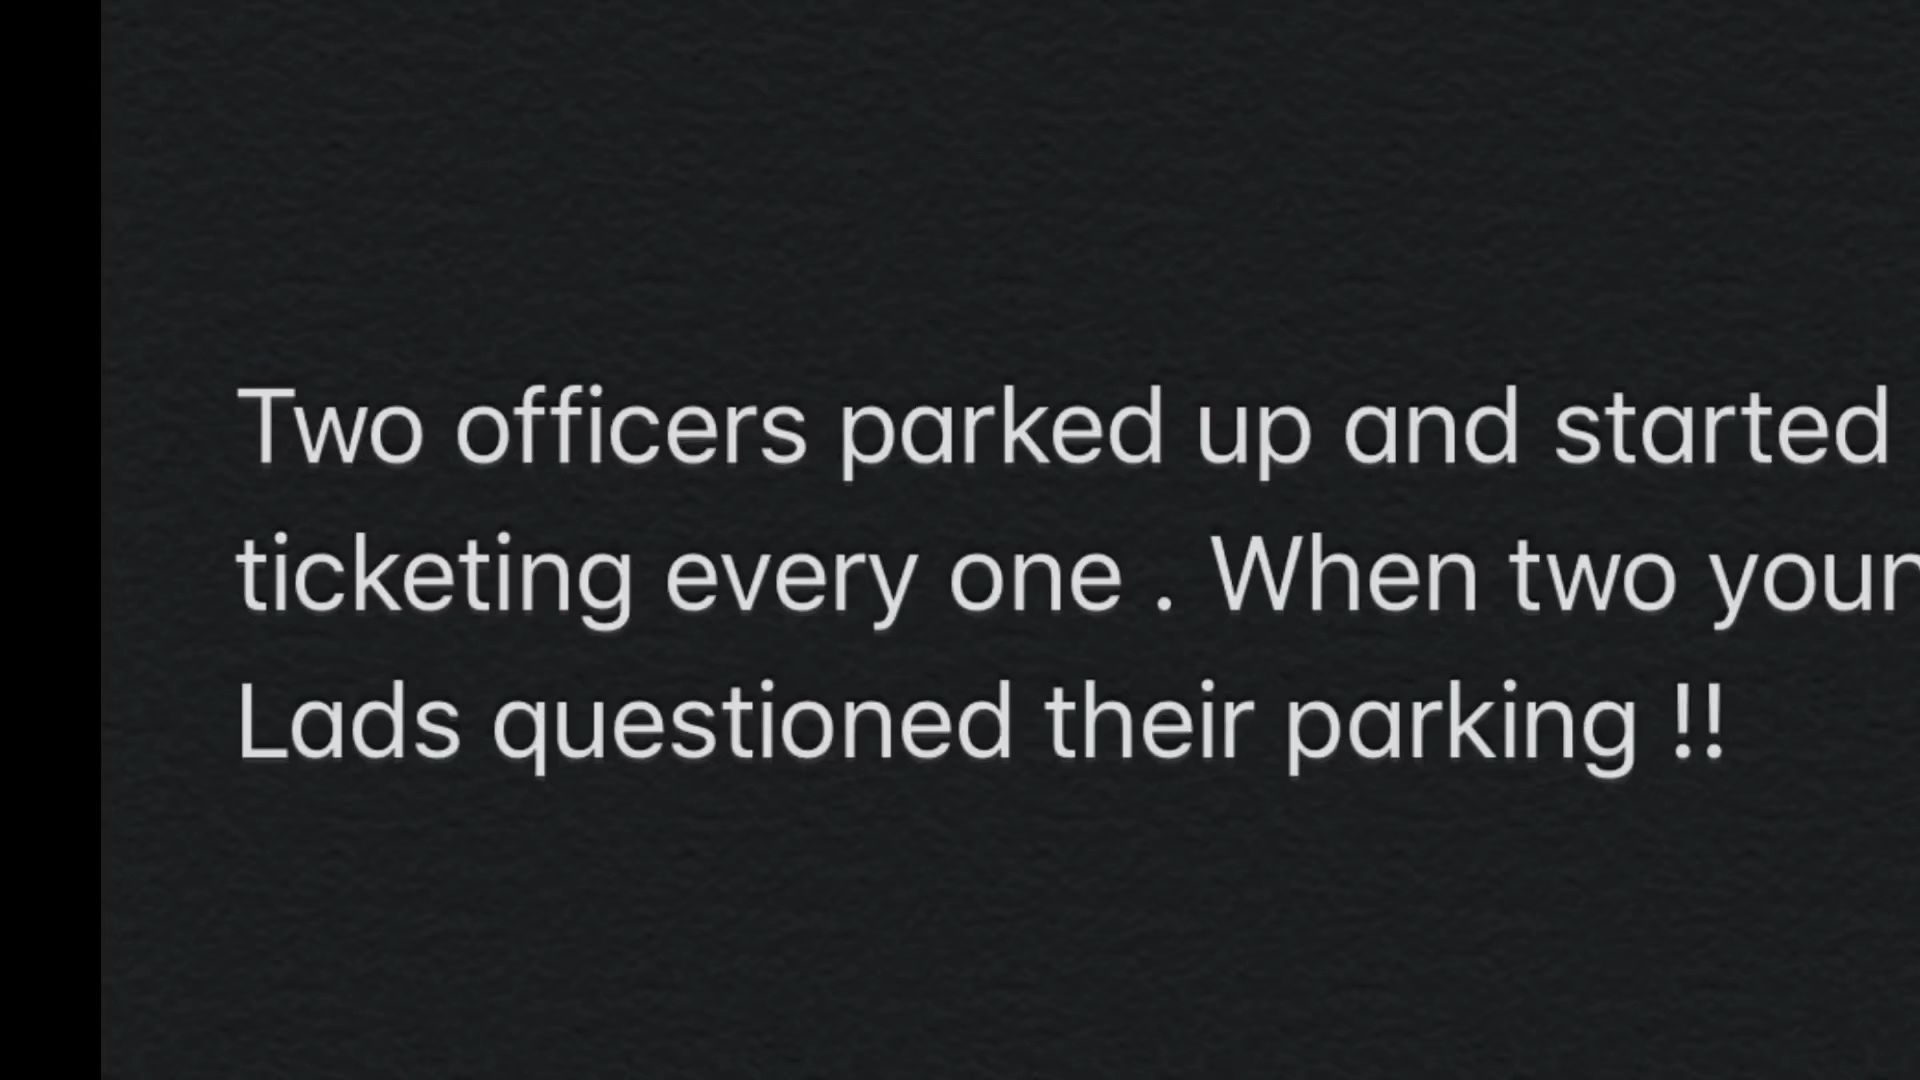 Two officers parked up and started
ticketing every one . When two
Lads questioned their parking !!